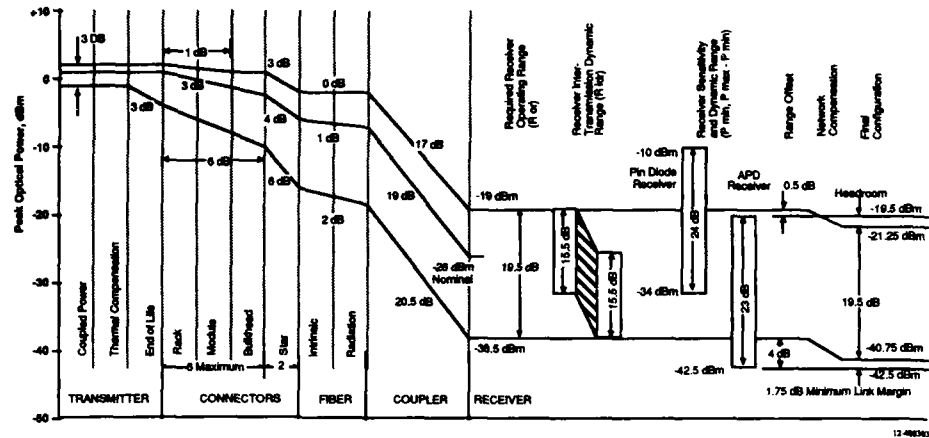 Peak Optical Power, dBm
10
0
-10
-20
-30
-40
-50
3 DB
3 dB
1 dB
3 dB
6 dB
3 dB
4 dB
6 dB
0 dB
1 dB
2 dB
17 dB
19 dB
20.5 dB
Coupled Power
Thermal Compensation
End of Life
Rack
Module
Bulkhead
Star
Intrinsic
Radiation
6 Maximum
2
TRANSMITTER
CONNECTORS
FIBER
COUPLER
RECEIVER
-19 dBm
-26 dBm
Nominal
-38.5 dBm
Required Receiver
Operating Range
(R or)
19.5 dB
Receiver Inter-
Transmission Dynamic
Range (R idr)
15.5 dB
15.5 dB
Receiver Sensitivity
and Dynamic Range
(P min, P max - P min)
-10 dBm
Pin Diode
Receiver
24 dB
-34 dBm
APD
Receiver
23 dB
-42.5 dBm
Range Offset
0.5 dB
4 dB
Network
Compensation
Final
Configuration
Headroom
-19.5 dBm
-21.25 dBm
19.5 dB
-40.75 dBm
-42.5 dBm
1.75 dB Minimum Link Margin